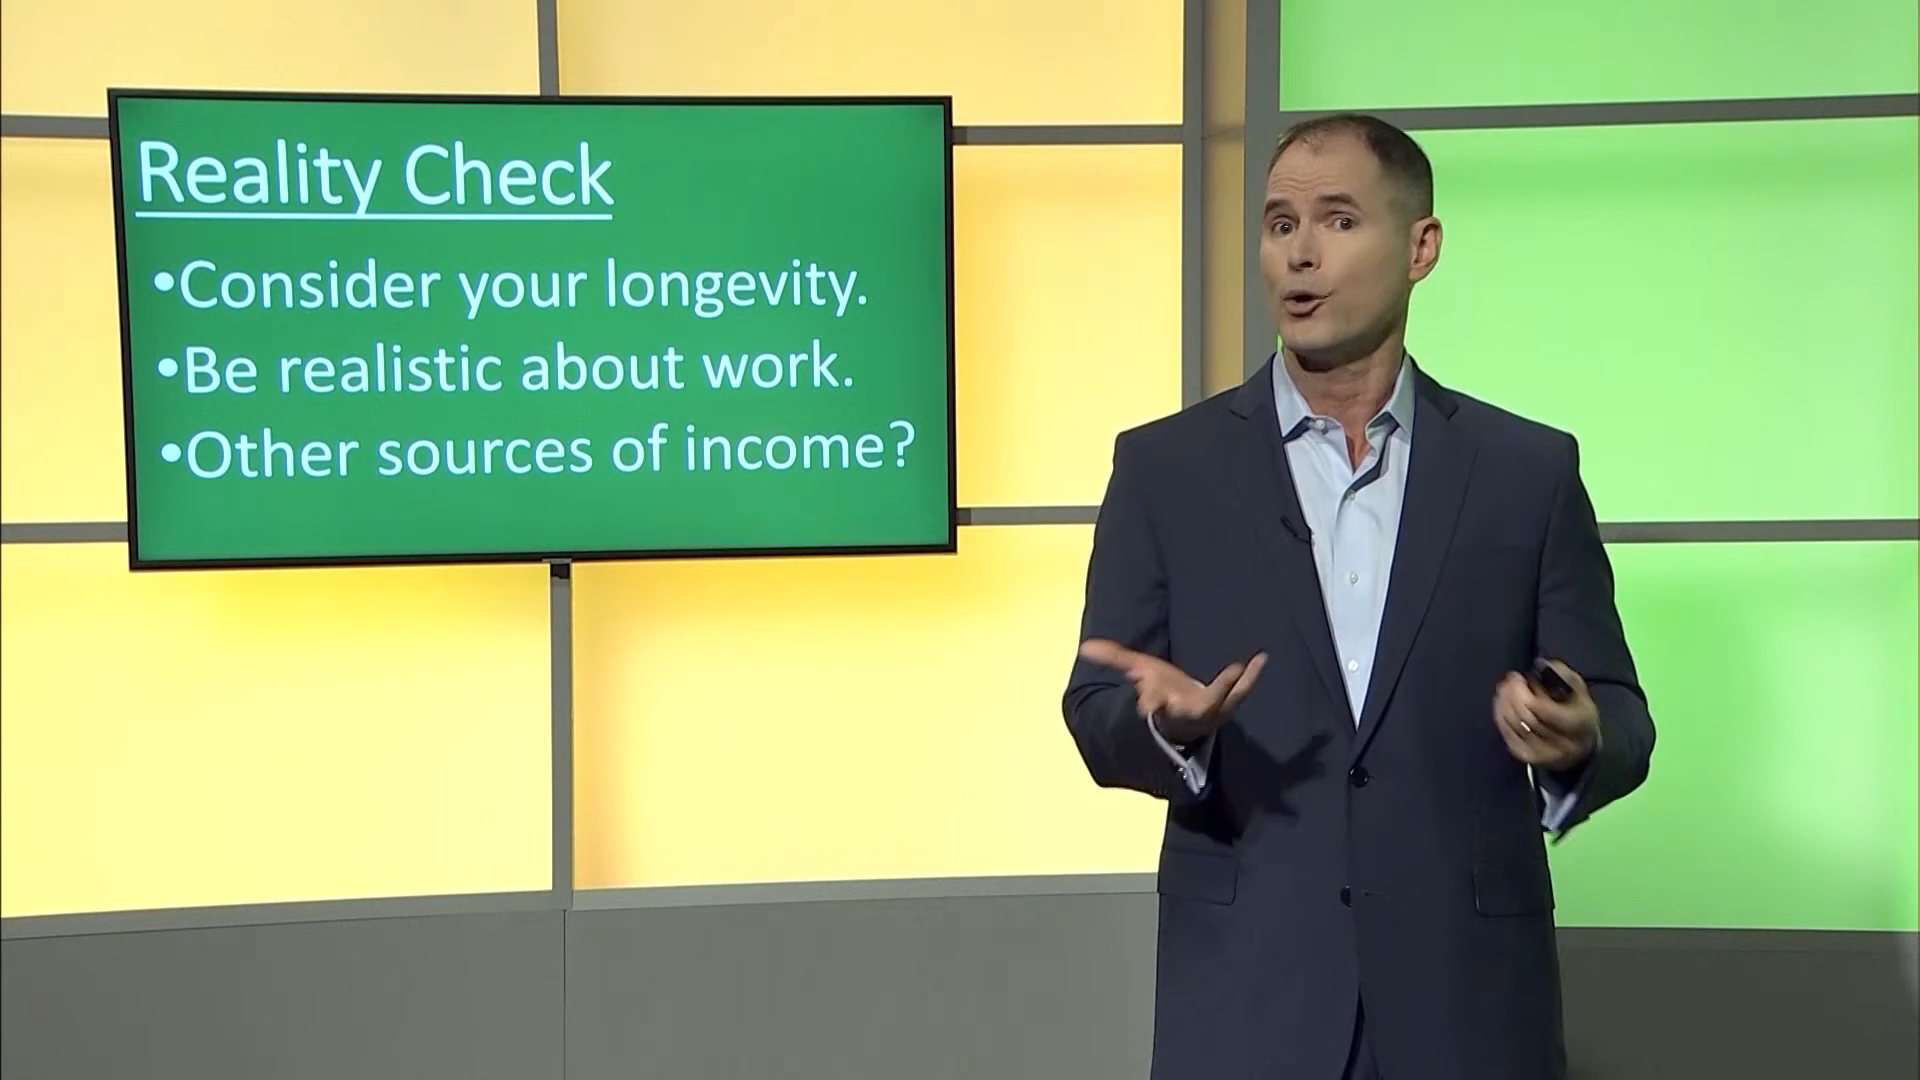 Reality Check
•Consider your longevity.
•Be realistic about work.
•Other sources of income?